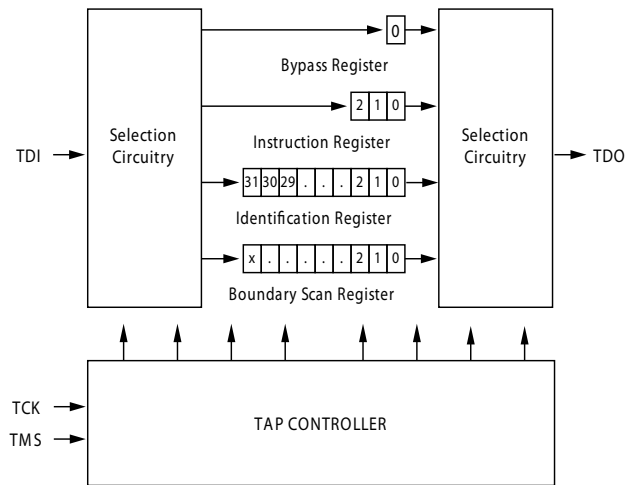 0
Bypass Register
2 1 0
Selection Circuitry
Selection Circuitry
TDI
TDO
Instruction Register
31 30 29 . . . 2 1 0
Identification Register
x . . . . . 2 1 0
Boundary Scan Register
TCK
TMS
TAP CONTROLLER